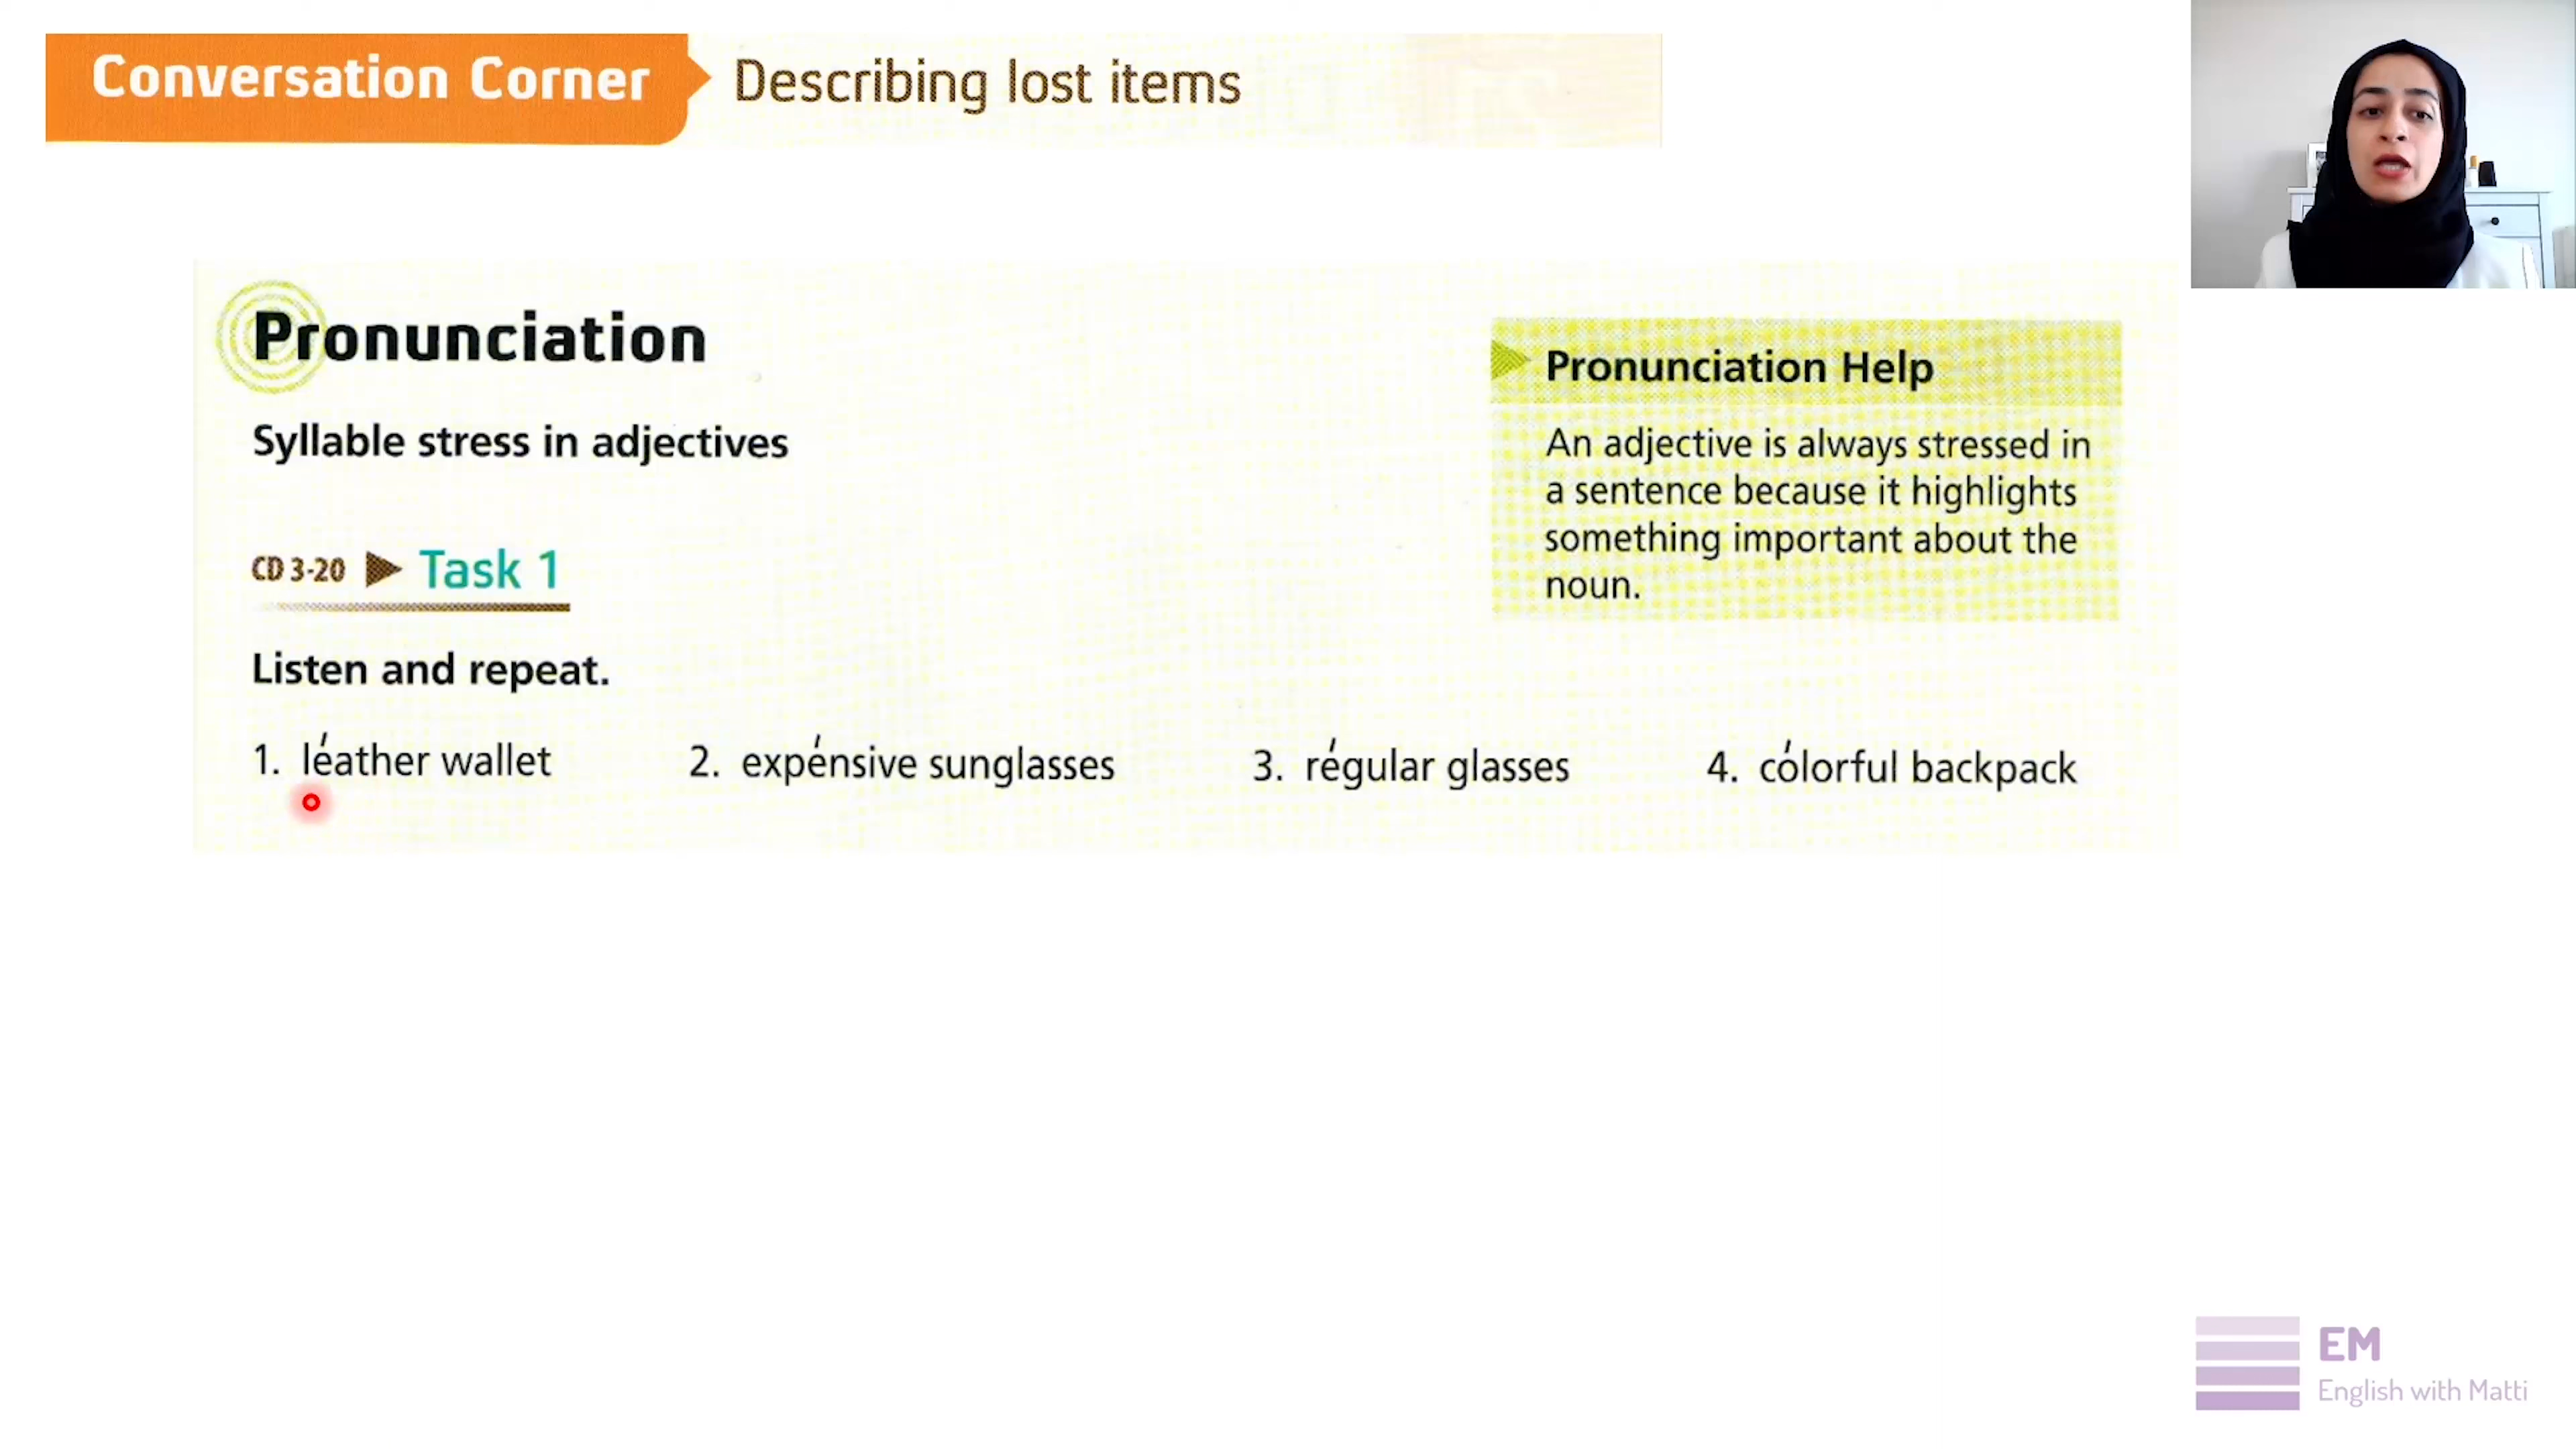 Conversation Corner Describing lost items
Pronunciation
Syllable stress in adjectives
CD 3-20 Task 1
Listen and repeat.
1. léather wallet 2. expénsive sunglasses 3. régular glasses 4. cólorful backpack
Pronunciation Help
An adjective is always stressed in
a sentence because it highlights
something important about the
noun.
EM
English with Matti